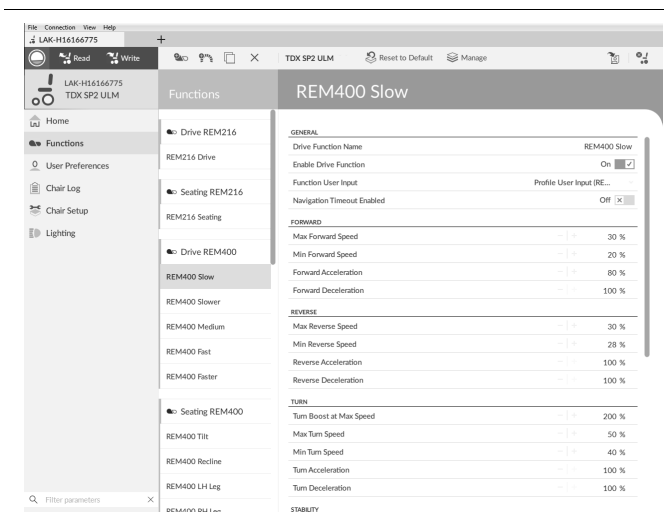 File Connection View Help
LAK-H16166775 +
Read Write TDX SP2 ULM Reset to Default Manage
LAK-H16166775
TDX SP2 ULM
Functions
REM400 Slow
Home
Functions
User Preferences
Chair Log
Chair Setup
Lighting
Filter parameters
Drive REM216
REM216 Drive
Seating REM216
REM216 Seating
Drive REM400
REM400 Slow
REM400 Slower
REM400 Medium
REM400 Fast
REM400 Faster
Seating REM400
REM400 Tilt
REM400 Recline
REM400 LH Leg
REM400 RH Leg
GENERAL
Drive Function Name REM400 Slow
Enable Drive Function On
Function User Input Profile User Input (RE...
Navigation Timeout Enabled Off
FORWARD
Max Forward Speed − + 30 %
Min Forward Speed − + 20 %
Forward Acceleration − + 80 %
Forward Deceleration − + 100 %
REVERSE
Max Reverse Speed − + 30 %
Min Reverse Speed − + 28 %
Reverse Acceleration − + 100 %
Reverse Deceleration − + 100 %
TURN
Turn Boost at Max Speed − + 200 %
Max Turn Speed − + 50 %
Min Turn Speed − + 40 %
Turn Acceleration − + 100 %
Turn Deceleration − + 100 %
STABILITY